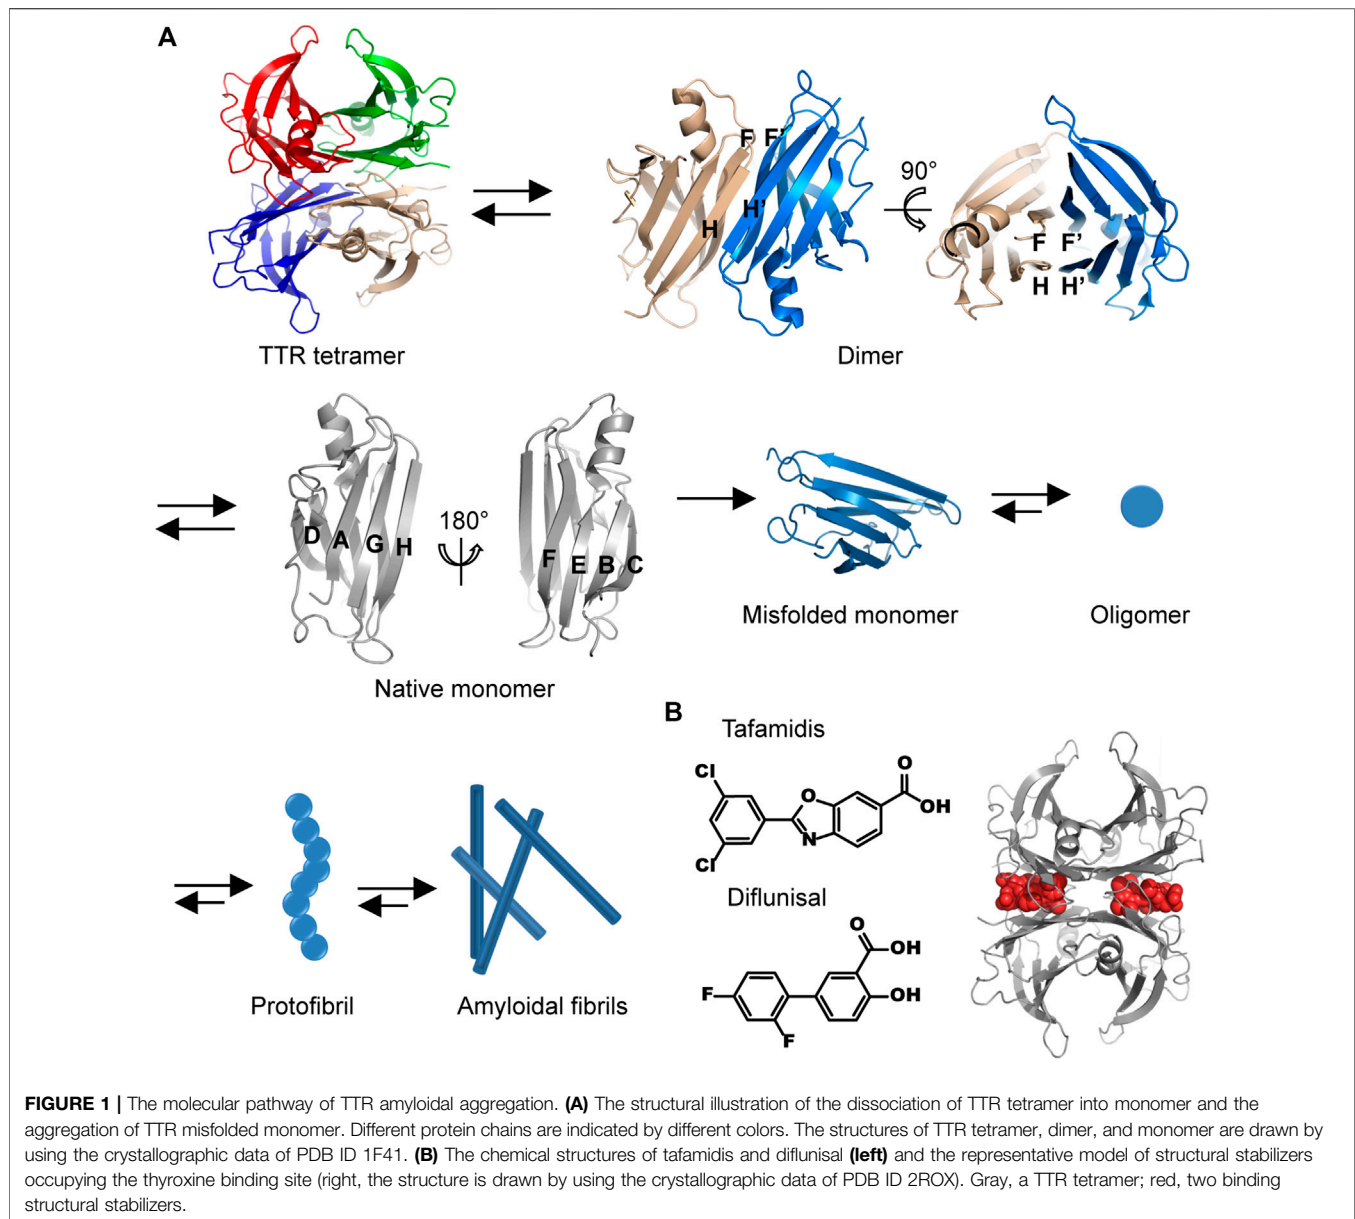 A
F F'
H'
H
90°
F F'
H H'
TTR tetramer
Dimer
D A G H
180°
F E B C
Native monomer
Misfolded monomer
Oligomer
B
Tafamidis
Cl
O
O
OH
N
Cl
Diflunisal
O
OH
OH
F
F
Protofibril
Amyloidal fibrils
FIGURE 1 | The molecular pathway of TTR amyloidal aggregation. (A) The structural illustration of the dissociation of TTR tetramer into monomer and the
aggregation of TTR misfolded monomer. Different protein chains are indicated by different colors. The structures of TTR tetramer, dimer, and monomer are drawn by
using the crystallographic data of PDB ID 1F41. (B) The chemical structures of tafamidis and diflunisal (left) and the representative model of structural stabilizers
occupying the thyroxine binding site (right, the structure is drawn by using the crystallographic data of PDB ID 2ROX). Gray, a TTR tetramer; red, two binding
structural stabilizers.